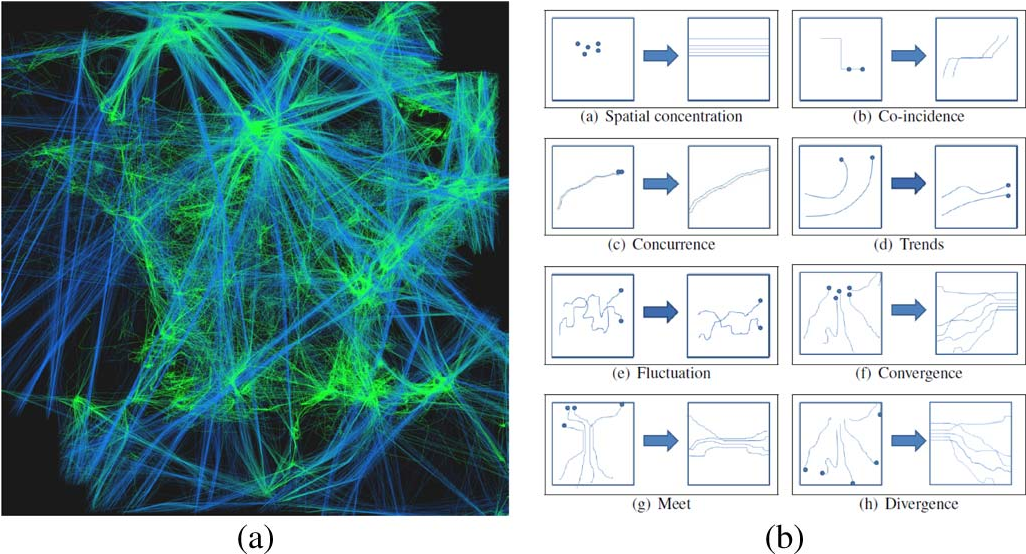 (a) Spatial concentration
(b) Co-incidence
(c) Concurrence
(d) Trends
(e) Fluctuation
(f) Convergence
(g) Meet
(h) Divergence
(a)
(b)